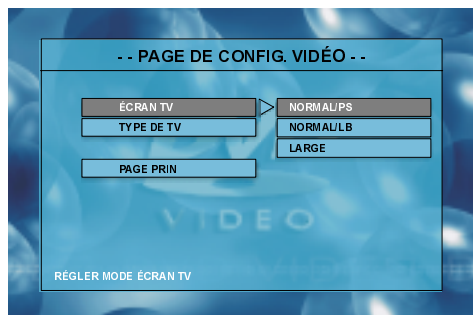 - - PAGE DE CONFIG. VIDÉO - -
ÉCRAN TV NORMAL/PS
TYPE DE TV NORMAL/LB
LARGE
PAGE PRIN
VIDEO
RÉGLER MODE ÉCRAN TV